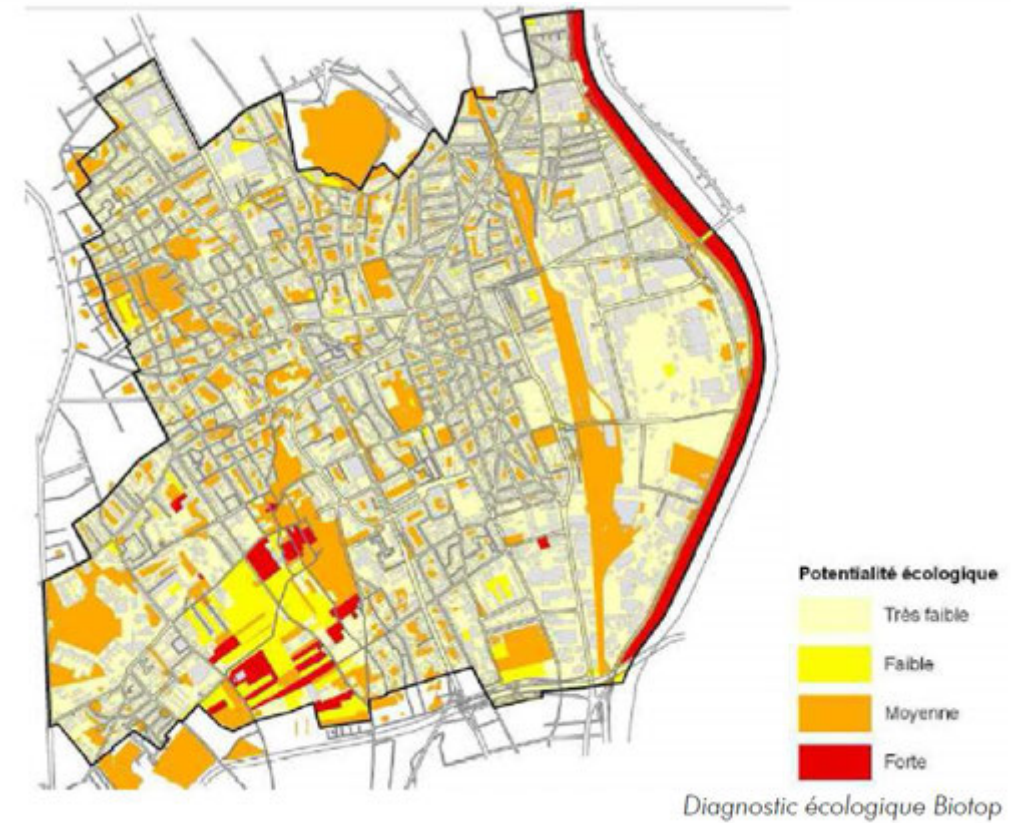 Potentialité écologique
Très faible
Faible
Moyenne
Forte
Diagnostic écologique Biotop